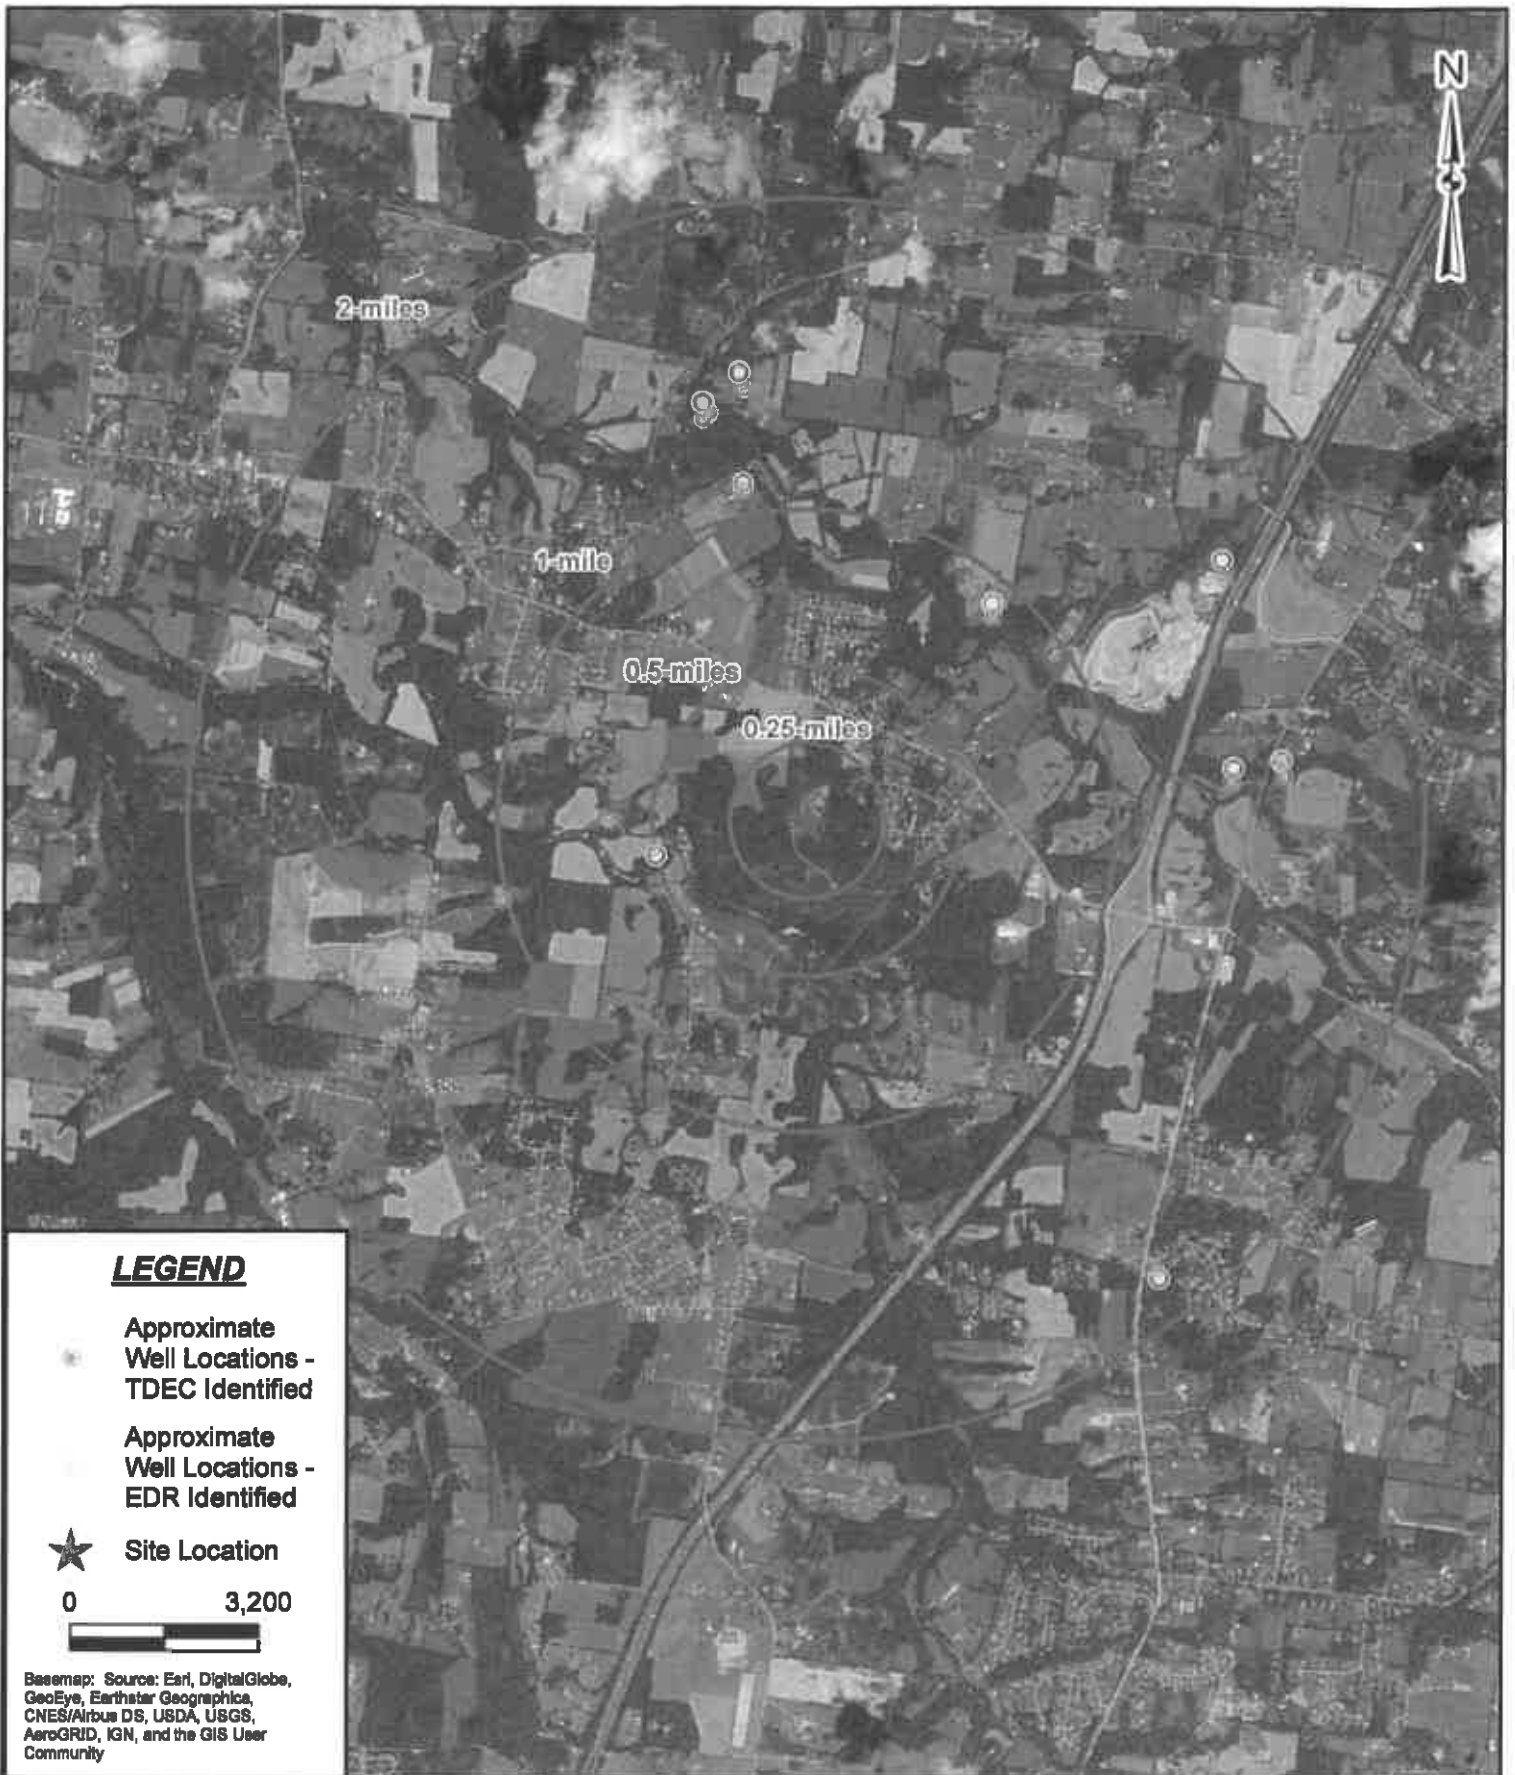 N
2-miles
1-mile
0.5-miles
0.25-miles
LEGEND
Approximate
Well Locations -
TDEC Identified
Approximate
Well Locations -
EDR Identified
Site Location
0 3,200
Basemap: Source: Esri, DigitalGlobe,
GeoEye, Earthstar Geographics,
CNES/Airbus DS, USDA, USGS,
AeroGRID, IGN, and the GIS User
Community